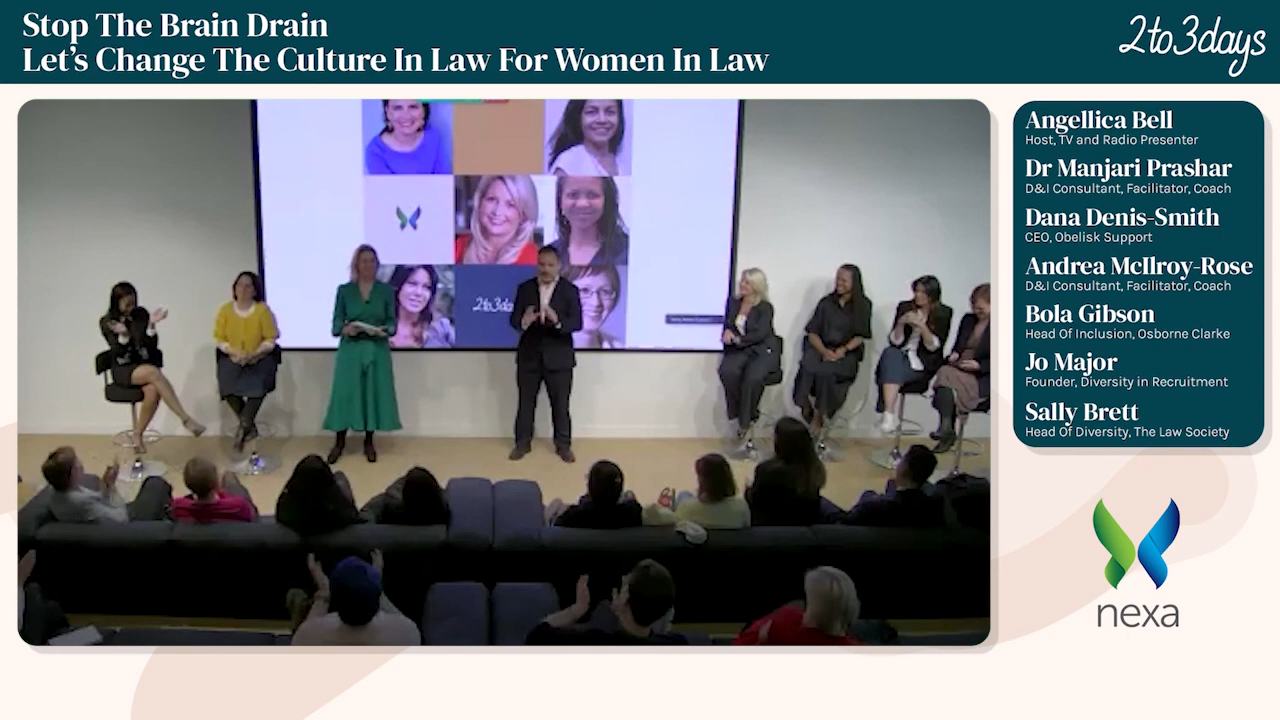 Stop The Brain Drain
Let's Change The Culture In Law For Women In Law
2to3days
Angellica Bell
Host, TV and Radio Presenter
Dr Manjari Prashar
D&I Consultant, Facilitator, Coach
Dana Denis-Smith
CEO, Obelisk Support
Andrea McIlroy-Rose
D&I Consultant, Facilitator, Coach
Bola Gibson
Head Of Inclusion, Osborne Clarke
Jo Major
Founder, Diversity in Recruitment
Sally Brett
Head Of Diversity, The Law Society
2to3da
nexa